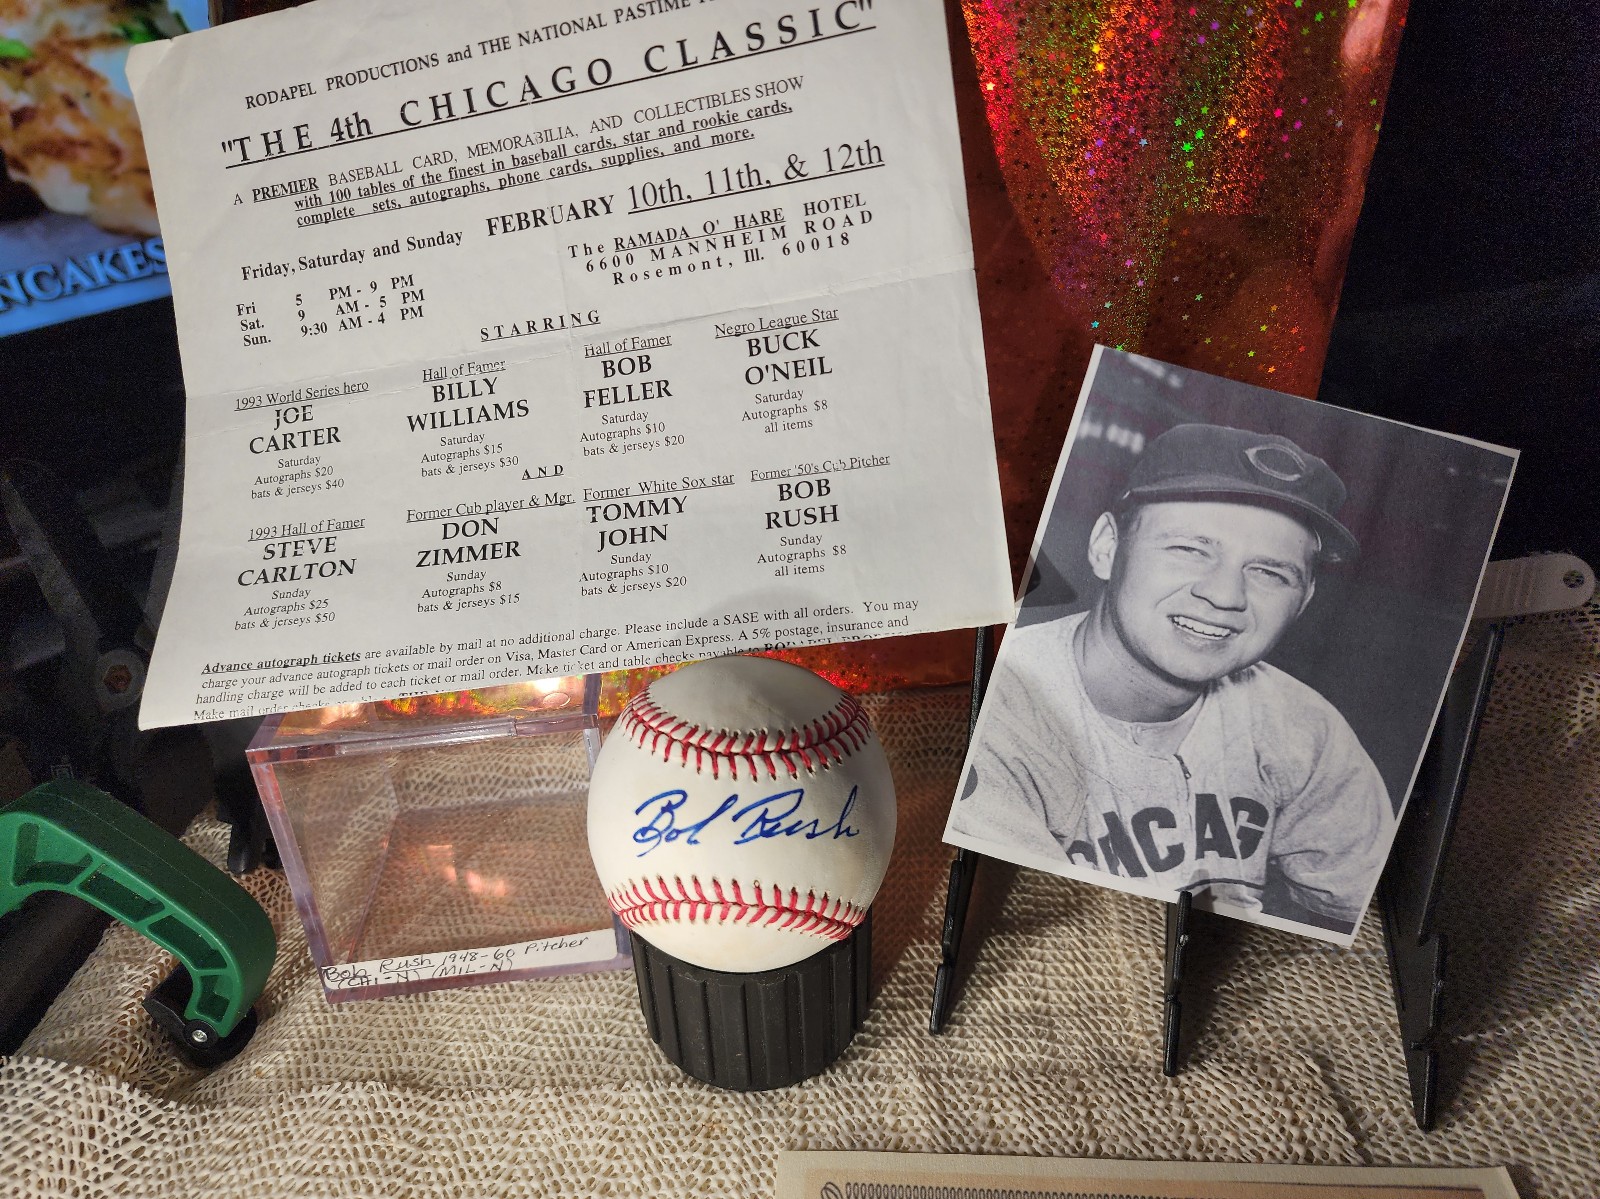 RODAPEL PRODUCTIONS and THE NATIONAL PASTIME
"THE 4th CHICAGO CLASSIC"
A PREMIER BASEBALL CARD, MEMORABILIA, AND COLLECTIBLES SHOW
with 100 tables of the finest in baseball cards, star and rookie cards,
complete sets, autographs, phone cards, supplies, and more.
Friday, Saturday and Sunday FEBRUARY 10th, 11th, & 12th
Fri 5 PM - 9 PM
Sat. 9 AM - 5 PM
Sun. 9:30 AM - 4 PM
The RAMADA O' HARE HOTEL
6600 MANNHEIM ROAD
Rosemont, Ill. 60018
STARRING
1993 World Series hero
JOE
CARTER
Saturday
Autographs $20
bats & jerseys $40
Hall of Famer
BILLY
WILLIAMS
Saturday
Autographs $15
bats & jerseys $30
Hall of Famer
BOB
FELLER
Saturday
Autographs $10
bats & jerseys $20
Negro League Star
BUCK
O'NEIL
Saturday
Autographs $8
all items
AND
1993 Hall of Famer
STEVE
CARLTON
Sunday
Autographs $25
bats & jerseys $50
Former Cub player & Mgr.
DON
ZIMMER
Sunday
Autographs $8
bats & jerseys $15
Former White Sox star
TOMMY
JOHN
Sunday
Autographs $10
bats & jerseys $20
Former '50's Cub Pitcher
BOB
RUSH
Sunday
Autographs $8
all items
Advance autograph tickets are available by mail at no additional charge. Please include a SASE with all orders. You may
charge your advance autograph tickets or mail order on Visa, Master Card or American Express. A 5% postage, insurance and
handling charge will be added to each ticket or mail order. Make ticket and table checks payable to
Make mail order checks
NCAKES
Bob Rush
Bob Rush 1948-60 Pitcher
(CHI-N) (MIL-N)
C
CHICAG